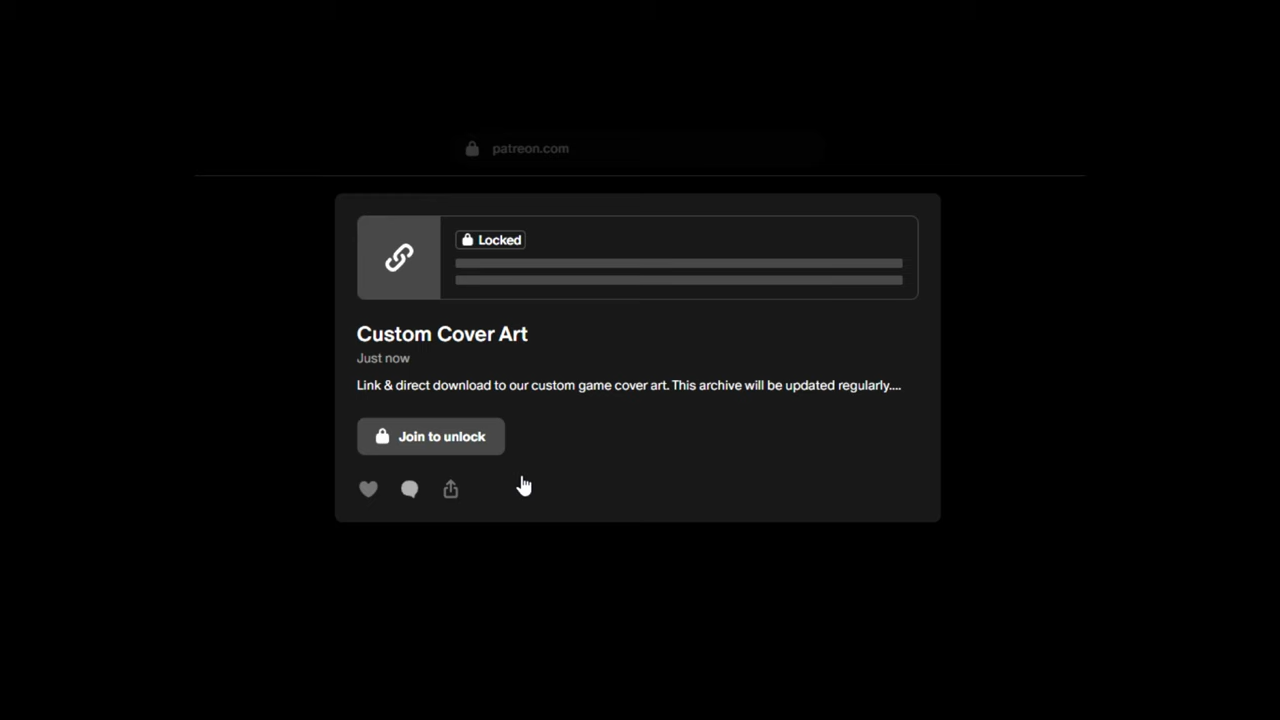 patreon.com
Locked
Custom Cover Art
Just now
Link & direct download to our custom game cover art. This archive will be updated regularly....
Join to unlock